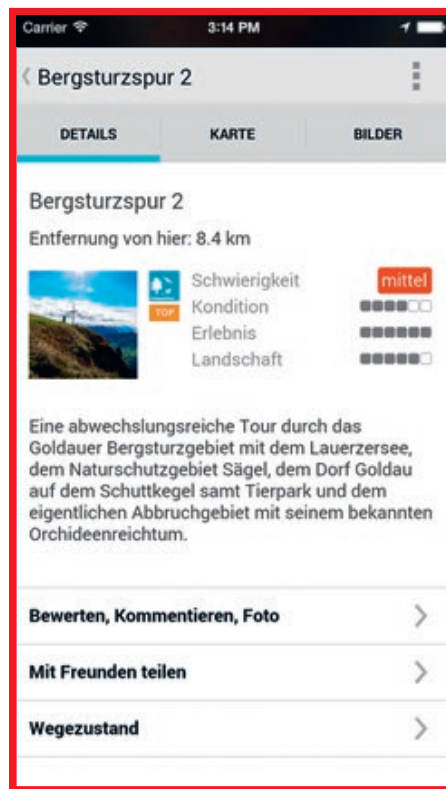 Carrier 3:14 PM
Bergsturzspur 2
DETAILS KARTE BILDER
Bergsturzspur 2
Entfernung von hier: 8.4 km
TOP
Schwierigkeit mittel
Kondition
Erlebnis
Landschaft
Eine abwechslungsreiche Tour durch das
Goldauer Bergsturzgebiet mit dem Lauerzersee,
dem Naturschutzgebiet Sägel, dem Dorf Goldau
auf dem Schuttkegel samt Tierpark und dem
eigentlichen Abbruchgebiet mit seinem bekannten
Orchideenreichtum.
Bewerten, Kommentieren, Foto
Mit Freunden teilen
Wegezustand